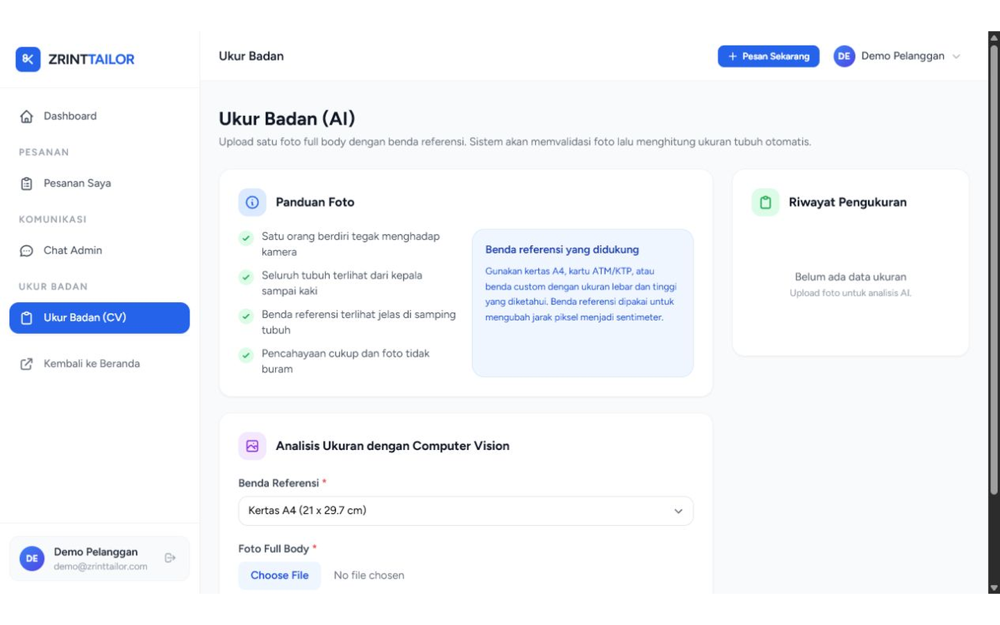 ZRINTTAILOR
Dashboard
PESANAN
Pesanan Saya
KOMUNIKASI
Chat Admin
UKUR BADAN
Ukur Badan (CV)
Kembali ke Beranda
DE
Demo Pelanggan
demo@zrinttailor.com
Ukur Badan
+ Pesan Sekarang
DE
Demo Pelanggan
Ukur Badan (AI)
Upload satu foto full body dengan benda referensi. Sistem akan memvalidasi foto lalu menghitung ukuran tubuh otomatis.
Panduan Foto
Satu orang berdiri tegak menghadap
kamera
Seluruh tubuh terlihat dari kepala
sampai kaki
Benda referensi terlihat jelas di samping
tubuh
Pencahayaan cukup dan foto tidak
buram
Benda referensi yang didukung
Gunakan kertas A4, kartu ATM/KTP, atau
benda custom dengan ukuran lebar dan tinggi
yang diketahui. Benda referensi dipakai untuk
mengubah jarak piksel menjadi sentimeter.
Riwayat Pengukuran
Belum ada data ukuran
Upload foto untuk analisis AI.
Analisis Ukuran dengan Computer Vision
Benda Referensi *
Kertas A4 (21 x 29.7 cm)
Foto Full Body *
Choose File
No file chosen